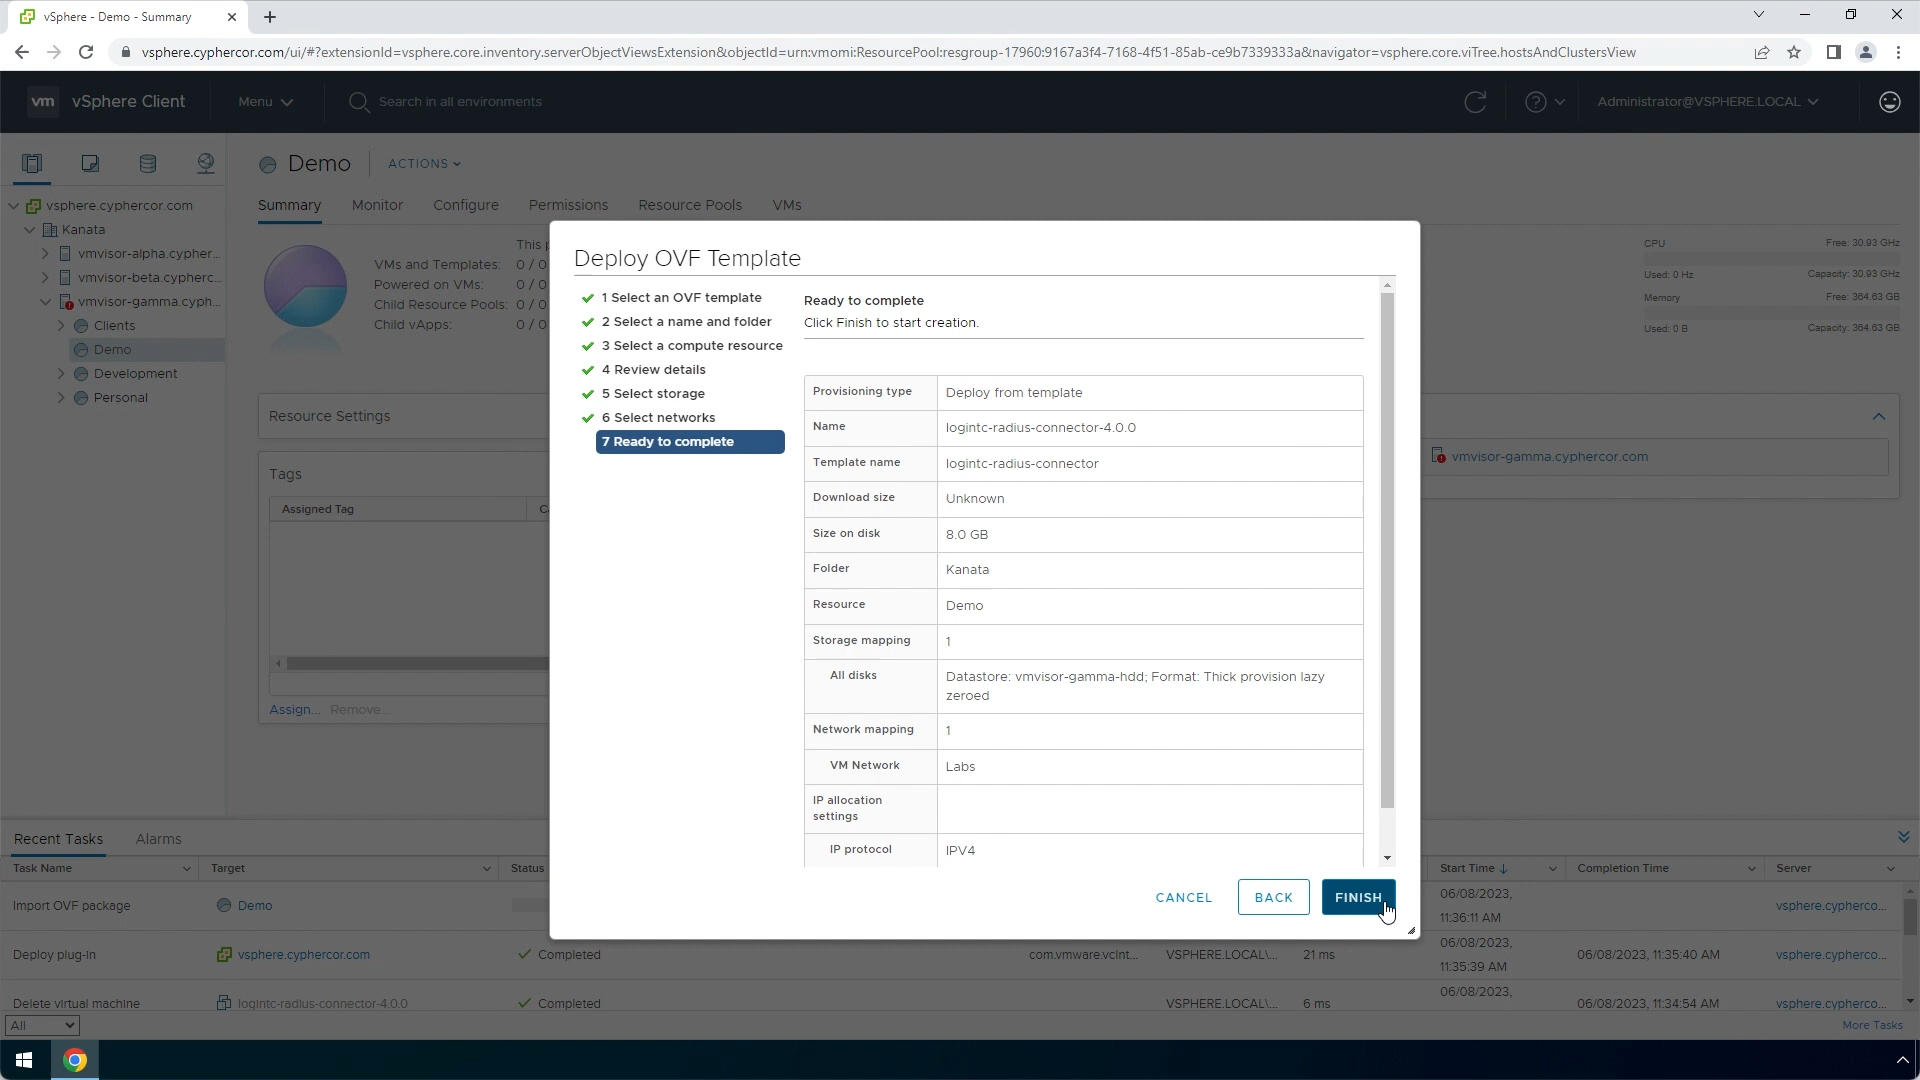 vSphere - Demo - Summary
vsphere.cyphercor.com/ui/#?extensionId=vsphere.core.inventory.serverObjectViewsExtension&objectId=urn:vmomi:ResourcePool:resgroup-17960:9167a3f4-7168-4f51-85ab-ce9b7339333a&navigator=vsphere.core.viTree.hostsAndClustersView
vm vSphere Client Menu Search in all environments Administrator@VSPHERE.LOCAL
Demo ACTIONS
Summary Monitor Configure Permissions Resource Pools VMs
vsphere.cyphercor.com
Kanata
vmvisor-alpha.cypher...
vmvisor-beta.cypherc...
vmvisor-gamma.cyph...
Clients
Demo
Development
Personal
This
VMs and Templates: 0 / 0
Powered on VMs: 0 / 0
Child Resource Pools: 0 / 0
Child vApps: 0 / 0
CPU Free: 30.93 GHz
Used: 0 Hz Capacity: 30.93 GHz
Memory Free: 364.63 GB
Used: 0 B Capacity: 364.63 GB
Resource Settings
vmvisor-gamma.cyphercor.com
Tags
Assigned Tag
Assign... Remove...
Deploy OVF Template
1 Select an OVF template
2 Select a name and folder
3 Select a compute resource
4 Review details
5 Select storage
6 Select networks
7 Ready to complete
Ready to complete
Click Finish to start creation.
Provisioning type Deploy from template
Name logintc-radius-connector-4.0.0
Template name logintc-radius-connector
Download size Unknown
Size on disk 8.0 GB
Folder Kanata
Resource Demo
Storage mapping 1
All disks Datastore: vmvisor-gamma-hdd; Format: Thick provision lazy
zeroed
Network mapping 1
VM Network Labs
IP allocation
settings
IP protocol IPV4
CANCEL BACK FINISH
Recent Tasks Alarms
Task Name Target Status Start Time Completion Time Server
Import OVF package Demo 06/08/2023,
11:36:11 AM vsphere.cypherco...
Deploy plug-in vsphere.cyphercor.com Completed com.vmware.vcInt... VSPHERE.LOCAL\... 21 ms 06/08/2023,
11:35:39 AM 06/08/2023, 11:35:40 AM vsphere.cypherco...
Delete virtual machine logintc-radius-connector-4.0.0 Completed VSPHERE.LOCAL\... 6 ms 06/08/2023,
06/08/2023, 11:34:54 AM vsphere.cypherco...
All More Tasks